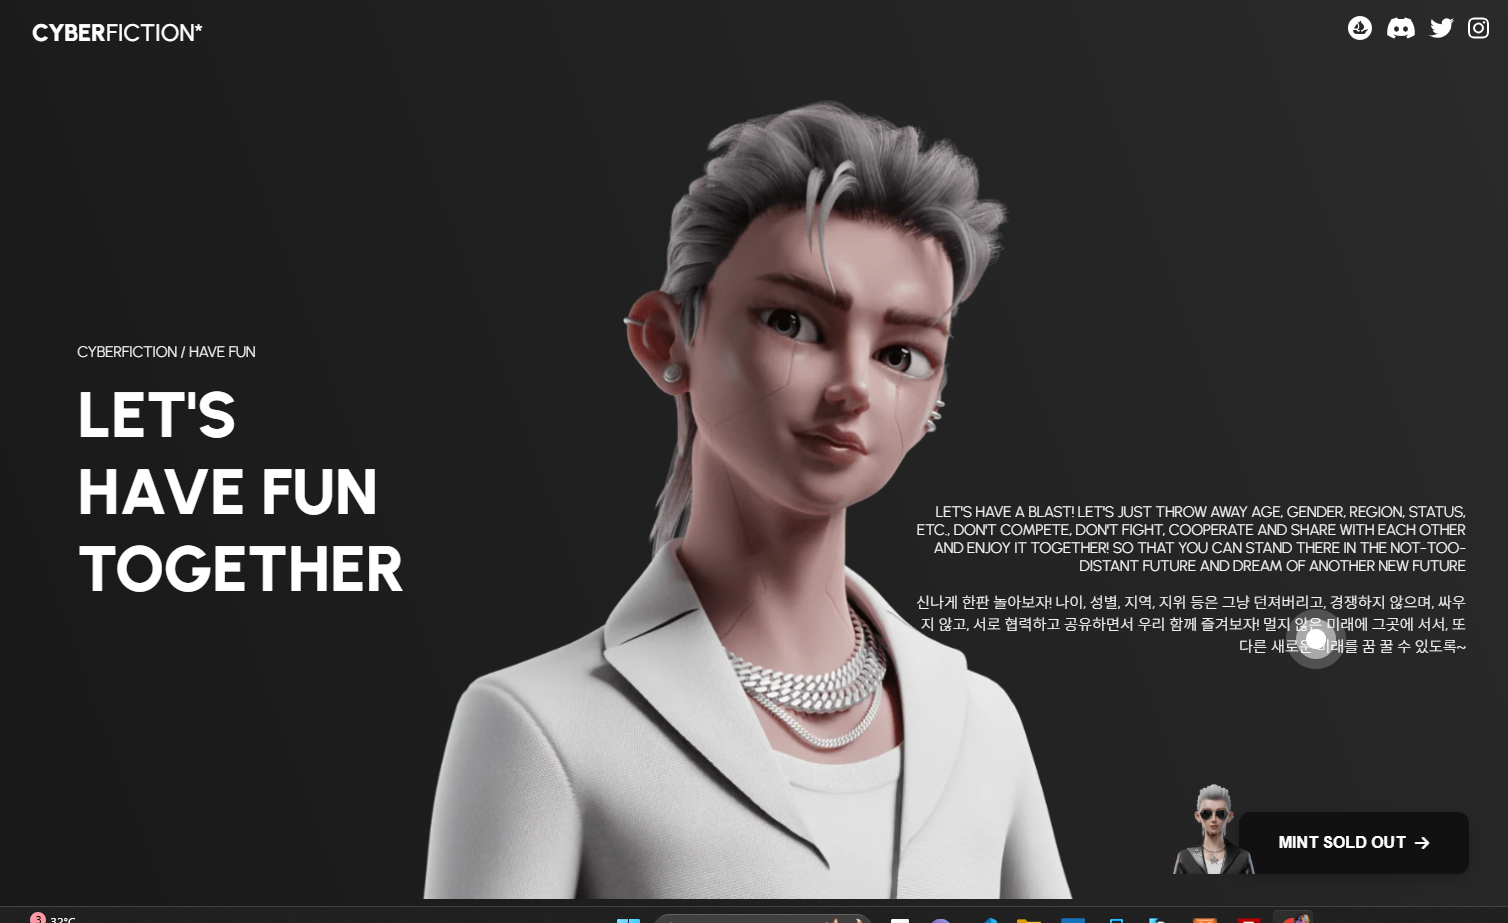 CYBERFICTION*
CYBERFICTION / HAVE FUN
LET'S
HAVE FUN
TOGETHER
LET'S HAVE A BLAST! LET'S JUST THROW AWAY AGE, GENDER, REGION, STATUS,
ETC., DON'T COMPETE, DON'T FIGHT, COOPERATE AND SHARE WITH EACH OTHER
AND ENJOY IT TOGETHER! SO THAT YOU CAN STAND THERE IN THE NOT-TOO-
DISTANT FUTURE AND DREAM OF ANOTHER NEW FUTURE
신나게 한판 놀아보자! 나이, 성별, 지역, 지위 등은 그냥 던져버리고, 경쟁하지 않으며, 싸우
지 않고, 서로 협력하고 공유하면서 우리 함께 즐겨보자! 멀지 않은 미래에 그곳에 서서, 또
다른 새로운 미래를 꿈 꿀 수 있도록~
MINT SOLD OUT →
3 32°C